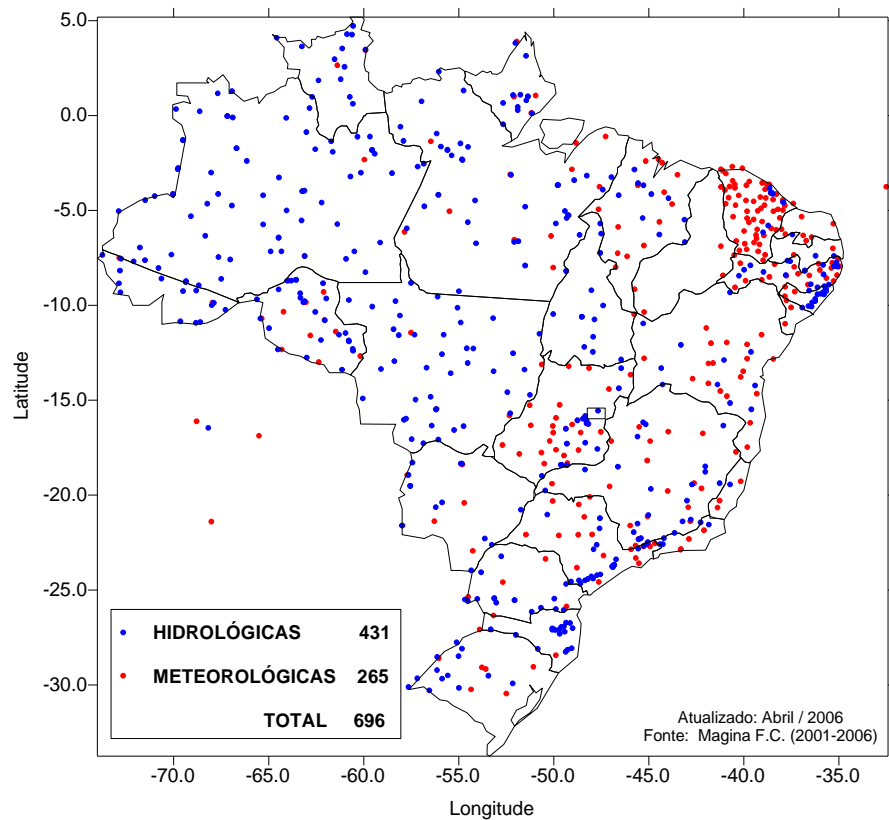 5.0
0.0
-5.0
-10.0
-15.0
-20.0
-25.0
-30.0
Latitude
HIDROLÓGICAS 431
METEOROLÓGICAS 265
TOTAL 696
Atualizado: Abril / 2006
Fonte: Magina F.C. (2001-2006)
-70.0 -65.0 -60.0 -55.0 -50.0 -45.0 -40.0 -35.0
Longitude